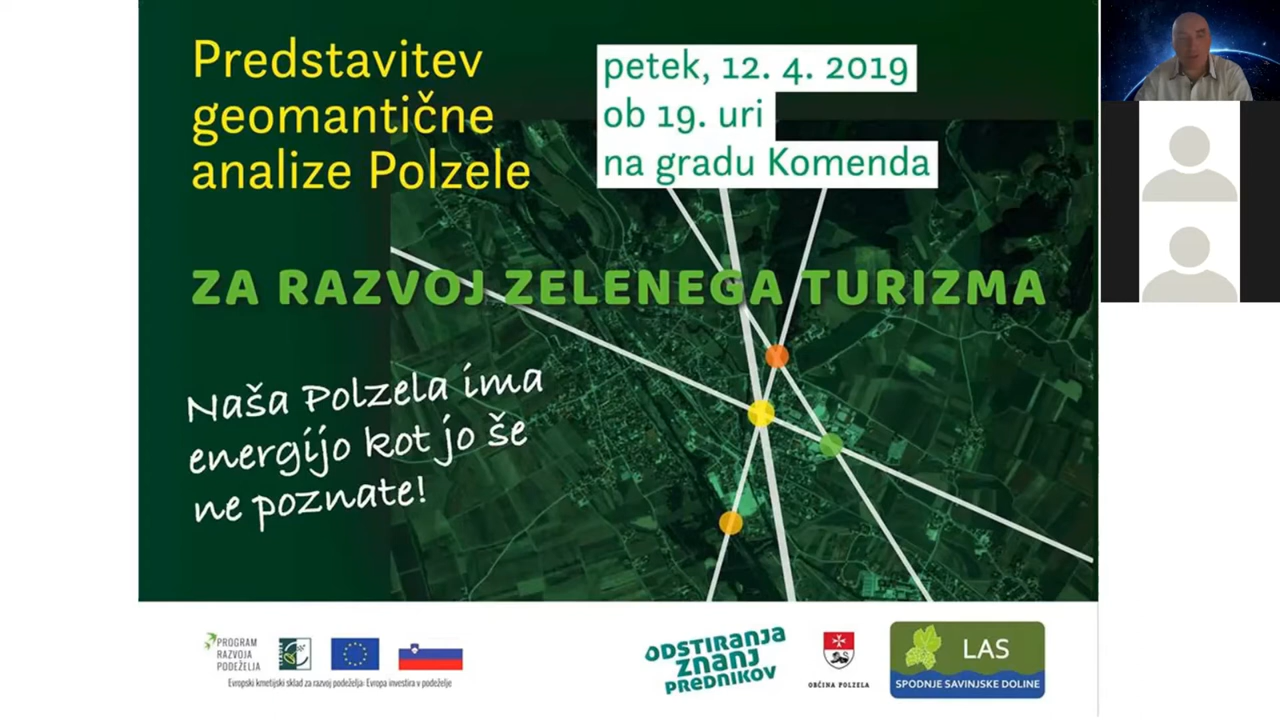 Predstavitev
geomantične
analize Polzele
petek, 12. 4. 2019
ob 19. uri
na gradu Komenda
ZA RAZVOJ ZELENEGA TURIZMA
Naša Polzela ima
energijo kot jo še
ne poznate!
PROGRAM
RAZVOJA
PODEŽELJA
Evropski kmetijski sklad za razvoj podeželja: Evropa investira v podeželje
ODSTIRANJA
ZNANJ
PREDNIKOV
OBČINA POLZELA
LAS
SPODNJE SAVINJSKE DOLINE